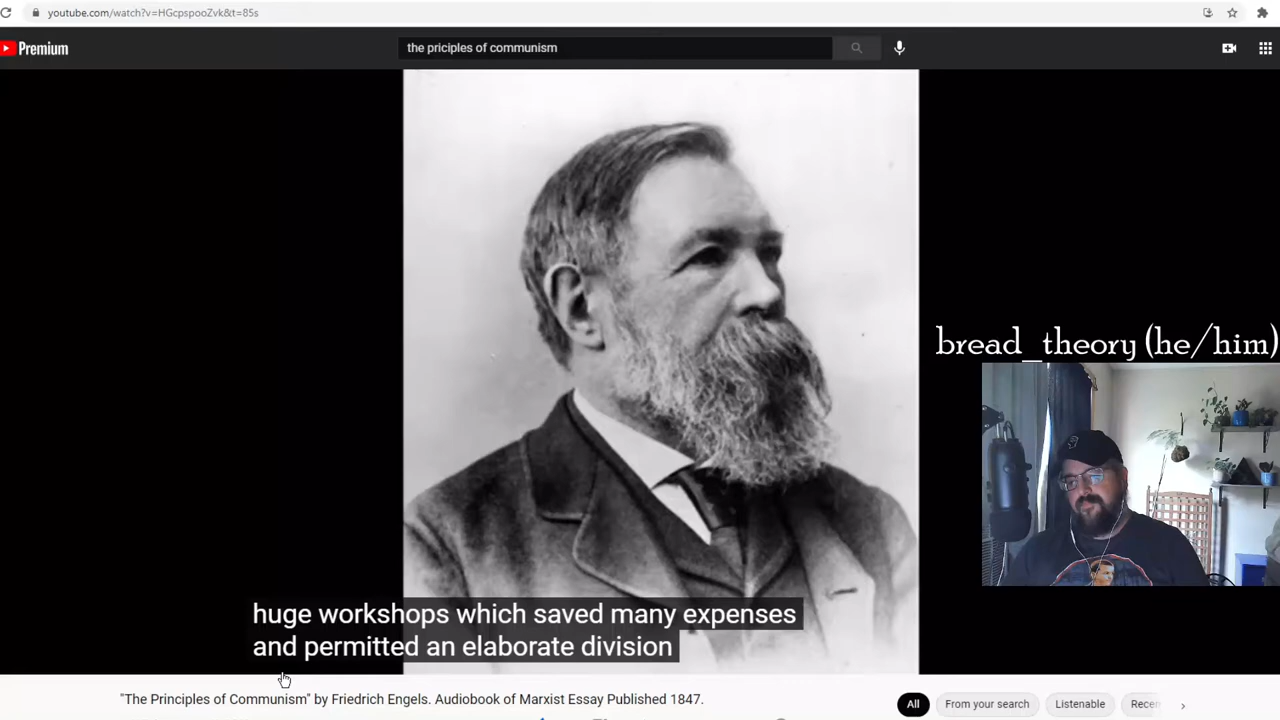 youtube.com/watch?v=HGcpspooZvk&t=85s
Premium
the priciples of communism
bread_theory (he/him)
huge workshops which saved many expenses
and permitted an elaborate division
"The Principles of Communism" by Friedrich Engels. Audiobook of Marxist Essay Published 1847.
All
From your search
Listenable
Recen